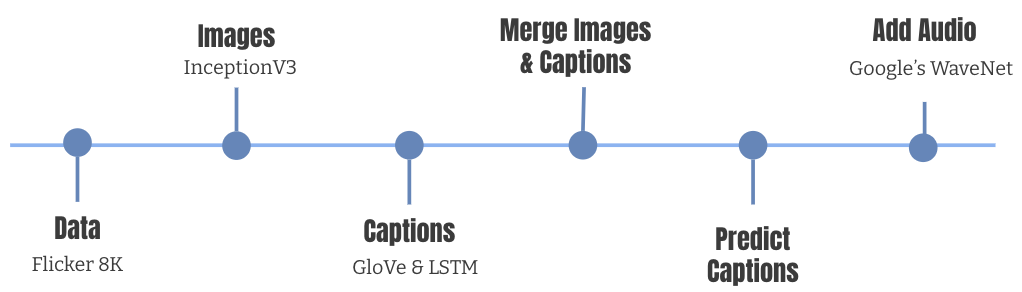 Data
Flicker 8K
Images
InceptionV3
Captions
GloVe & LSTM
Merge Images
& Captions
Predict
Captions
Add Audio
Google's WaveNet